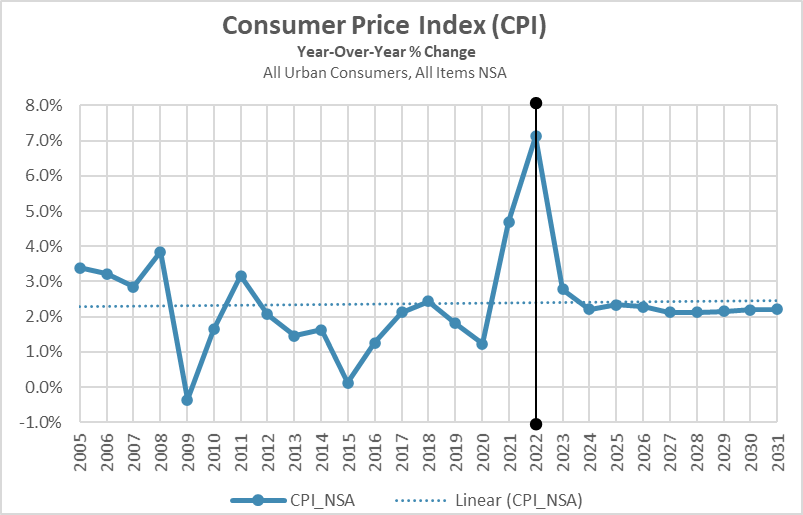 Consumer Price Index (CPI)
Year-Over-Year % Change
All Urban Consumers, All Items NSA
8.0%
7.0%
6.0%
5.0%
4.0%
3.0%
2.0%
1.0%
0.0%
-1.0%
2005 2006 2007 2008 2009 2010 2011 2012 2013 2014 2015 2016 2017 2018 2019 2020 2021 2022 2023 2024 2025 2026 2027 2028 2029 2030 2031
CPI_NSA Linear (CPI_NSA)